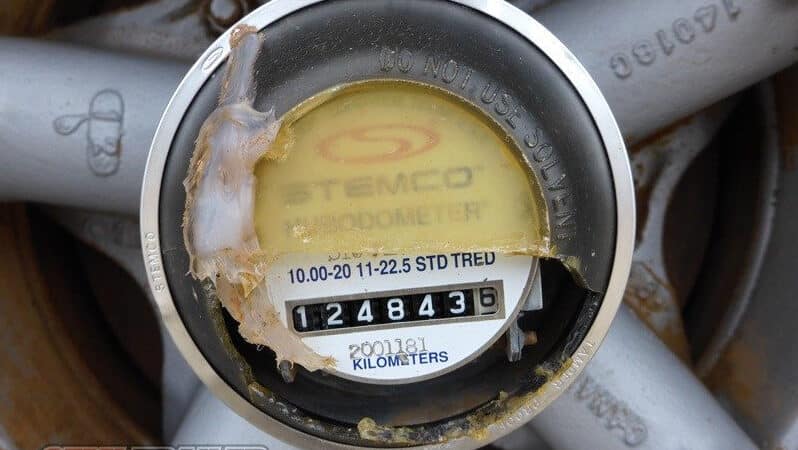 DO NOT USE SOLVENT
STEMCO
HUBODOMETER
10.00-20 11-22.5 STD TRED
1248436
2001181
KILOMETERS
STEMCO